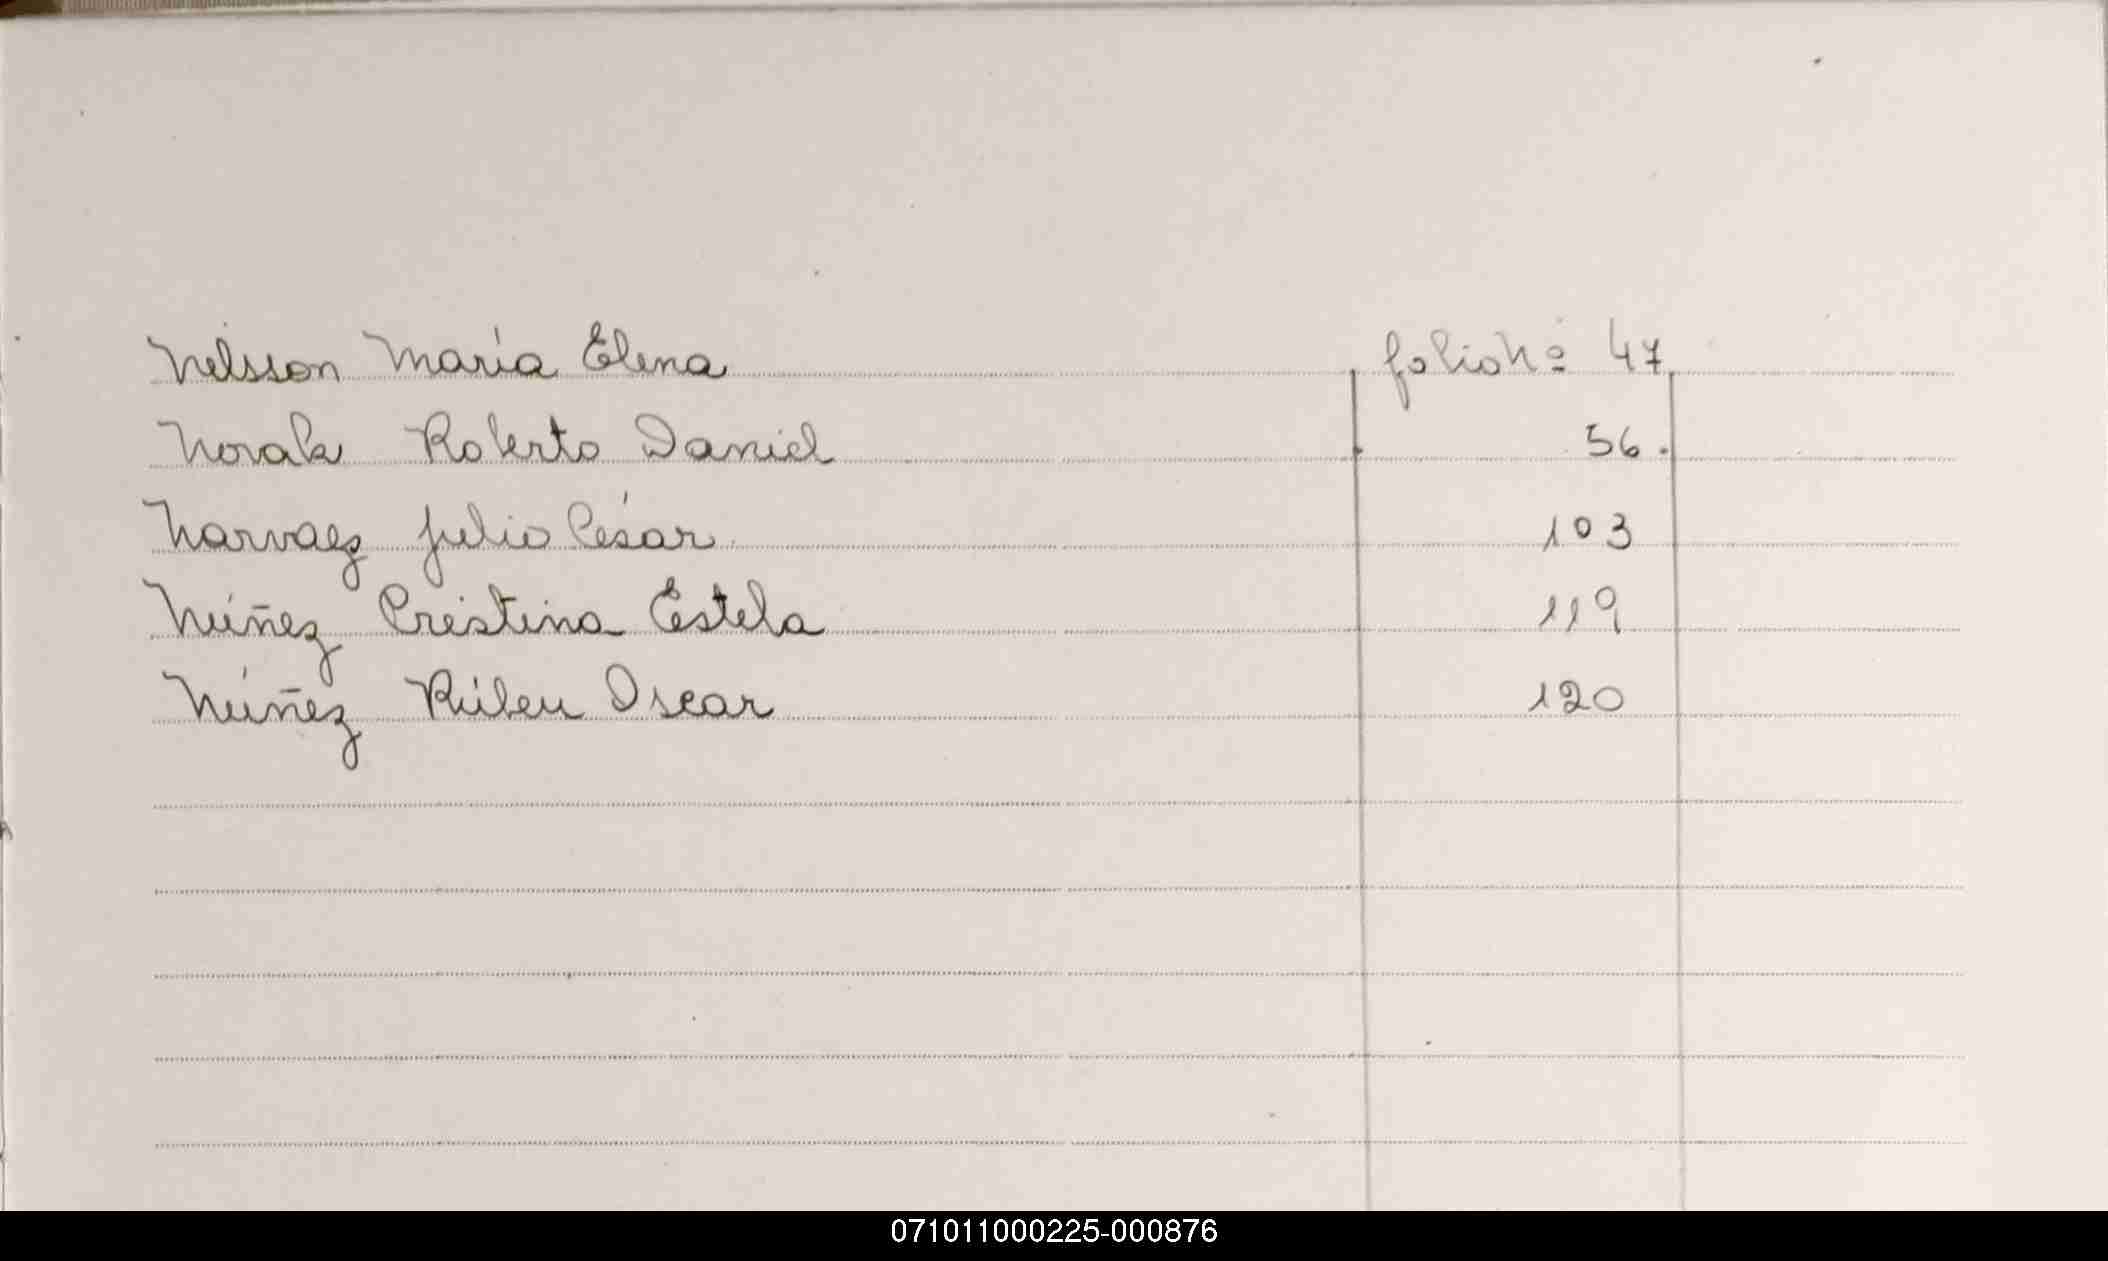 Nelsson María Elena folio nº 47
Novak Roberto Daniel 56.
Narvaez Julio César 103
Núñez Cristina Estela 119
Núñez Rúben Oscar 120
071011000225-000876